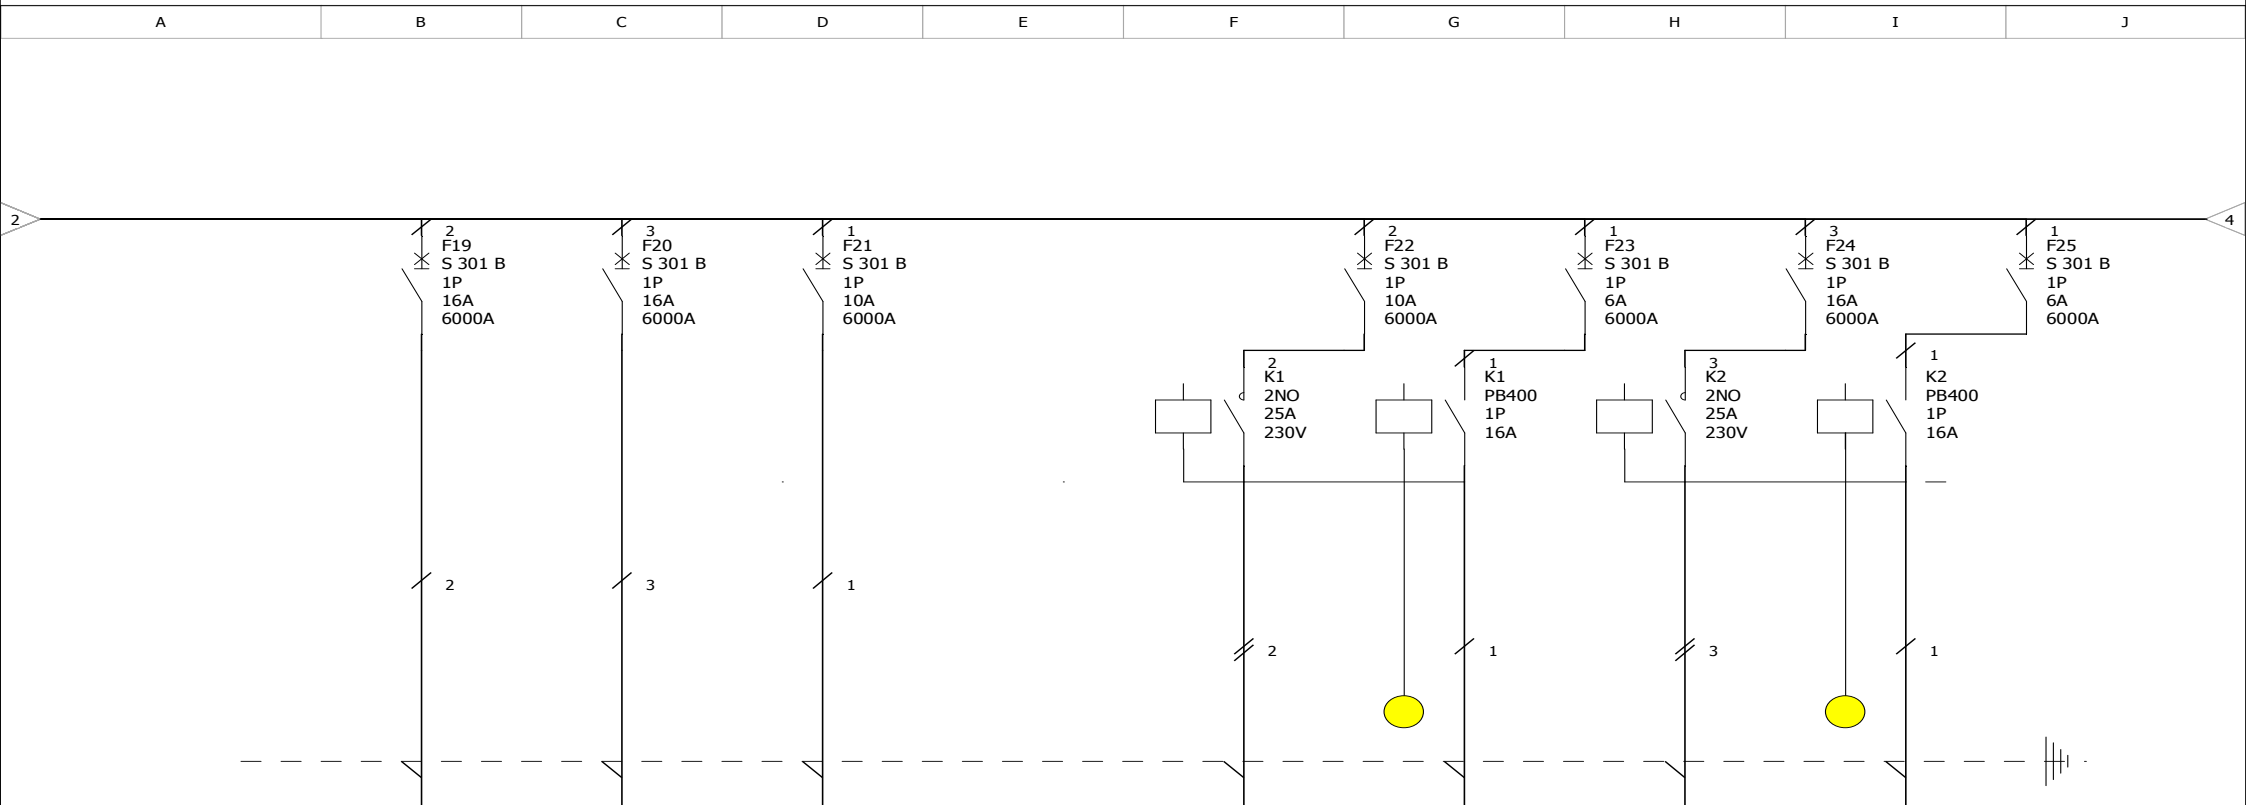 A B C D E F G H I J
2 4
2 3 1 2 1 3 1
F19 F20 F21 F22 F23 F24 F25
S 301 B S 301 B S 301 B S 301 B S 301 B S 301 B S 301 B
1P 1P 1P 1P 1P 1P 1P
16A 16A 10A 10A 6A 16A 6A
6000A 6000A 6000A 6000A 6000A 6000A 6000A
2 1 3 1
K1 K1 K2 K2
2NO PB400 2NO PB400
25A 1P 25A 1P
230V 16A 230V 16A
2 3 1
2 1 3 1